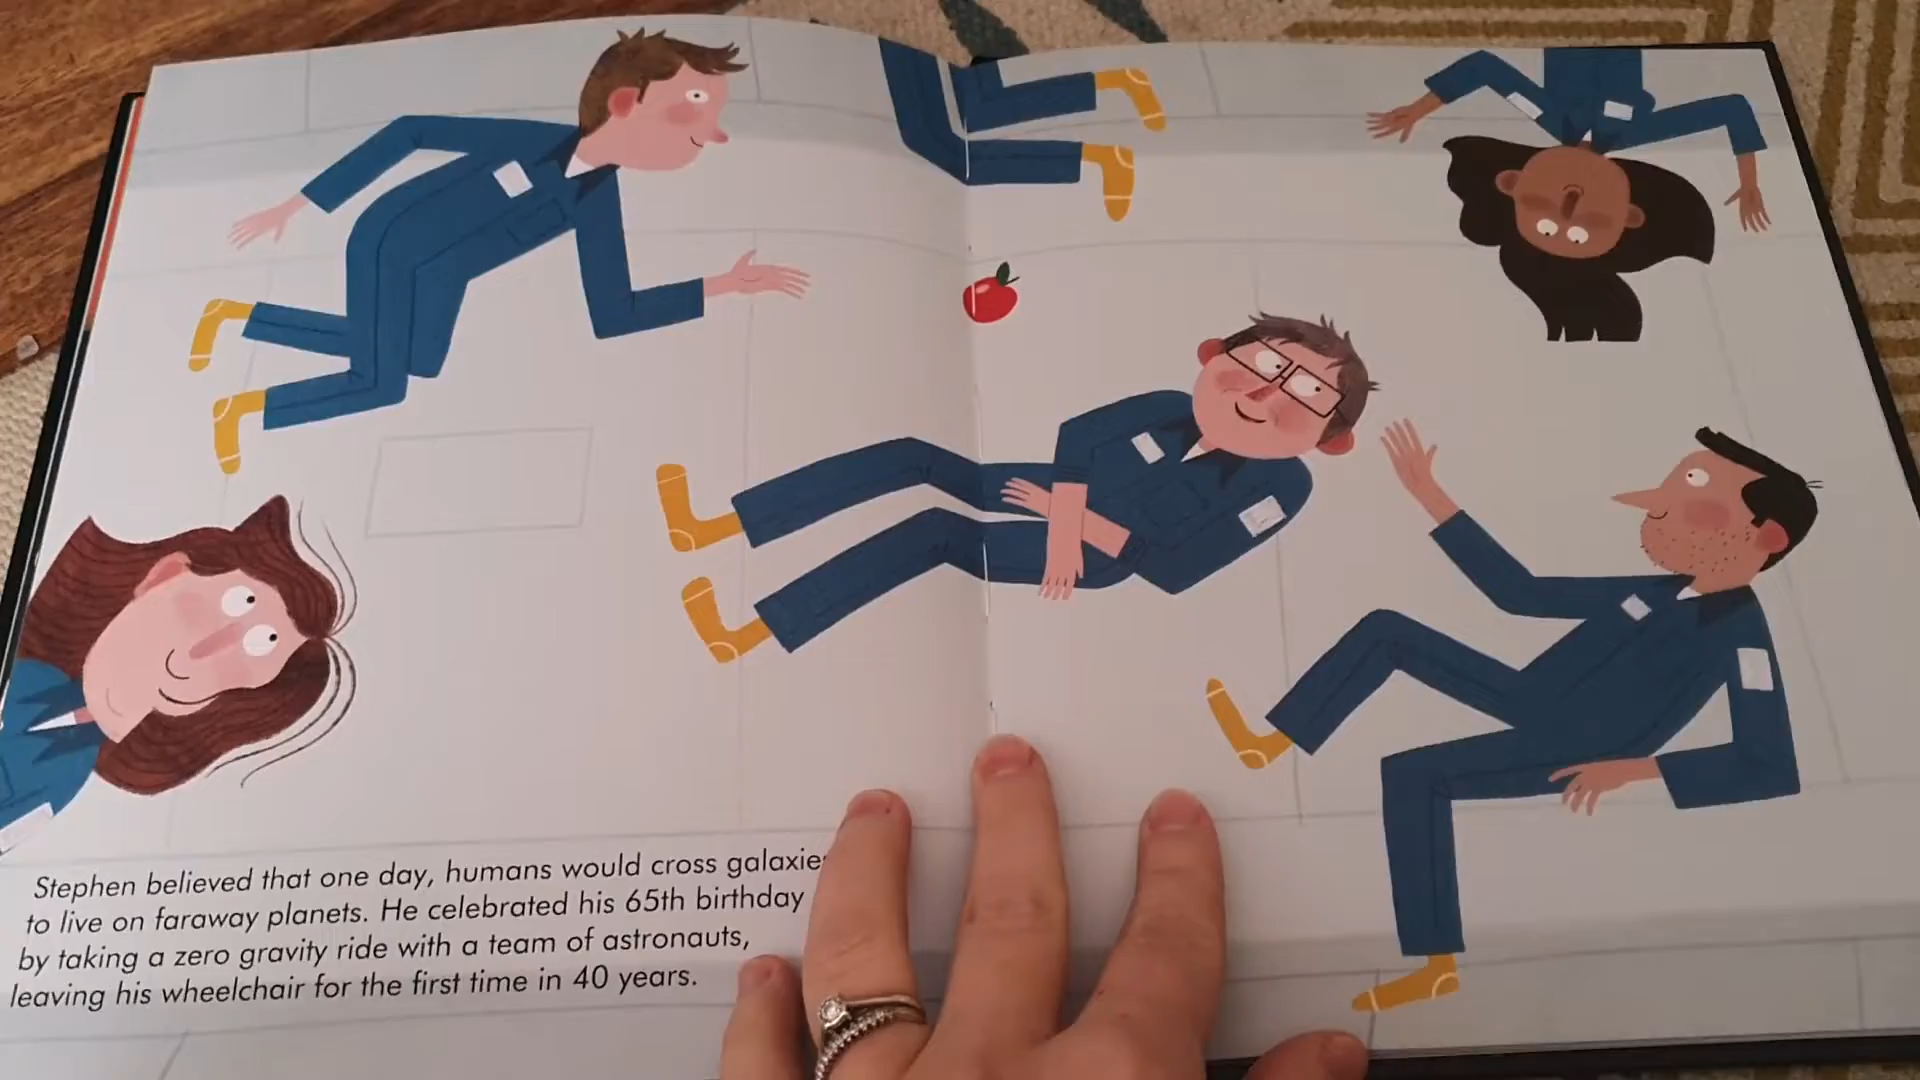 Stephen believed that one day, humans would cross galaxie
to live on faraway planets. He celebrated his 65th birthday
by taking a zero gravity ride with a team of astronauts,
leaving his wheelchair for the first time in 40 years.